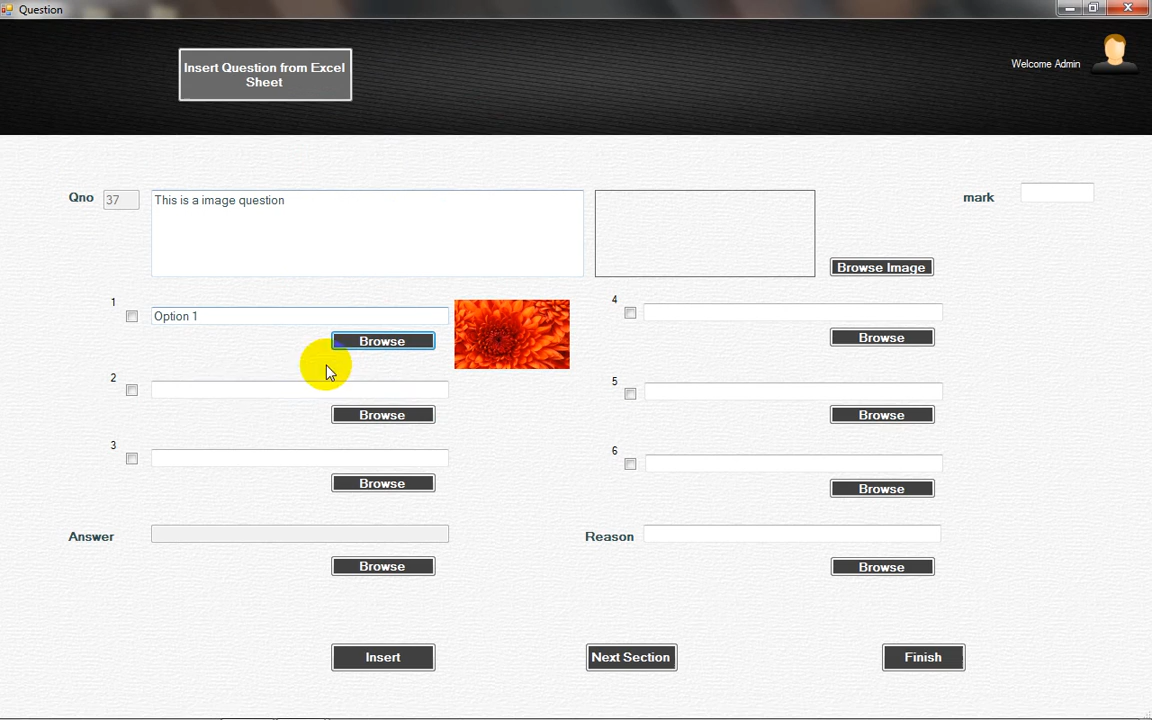 Question
Insert Question from Excel
Sheet
Welcome Admin
Qno
37
This is a image question
mark
Browse Image
1
Option 1
Browse
4
Browse
2
Browse
5
Browse
3
Browse
6
Browse
Answer
Browse
Reason
Browse
Insert
Next Section
Finish